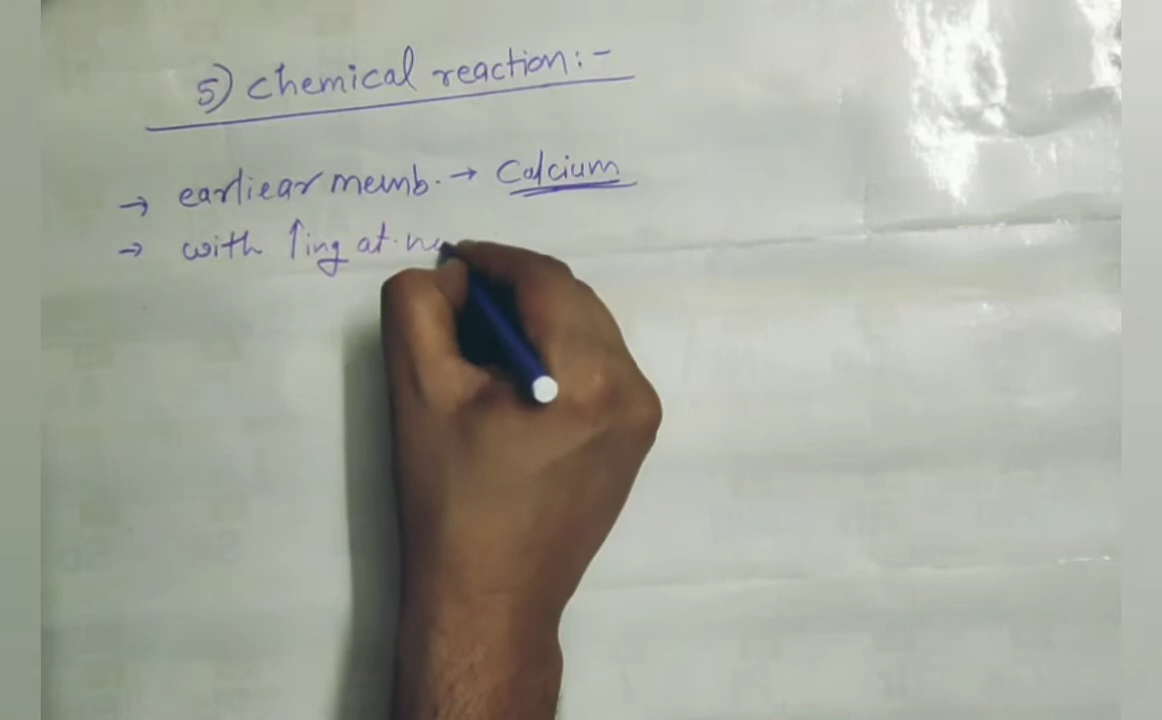 5) chemical reaction:-
→ earliear memb. → Calcium
→ with ↑ing at.